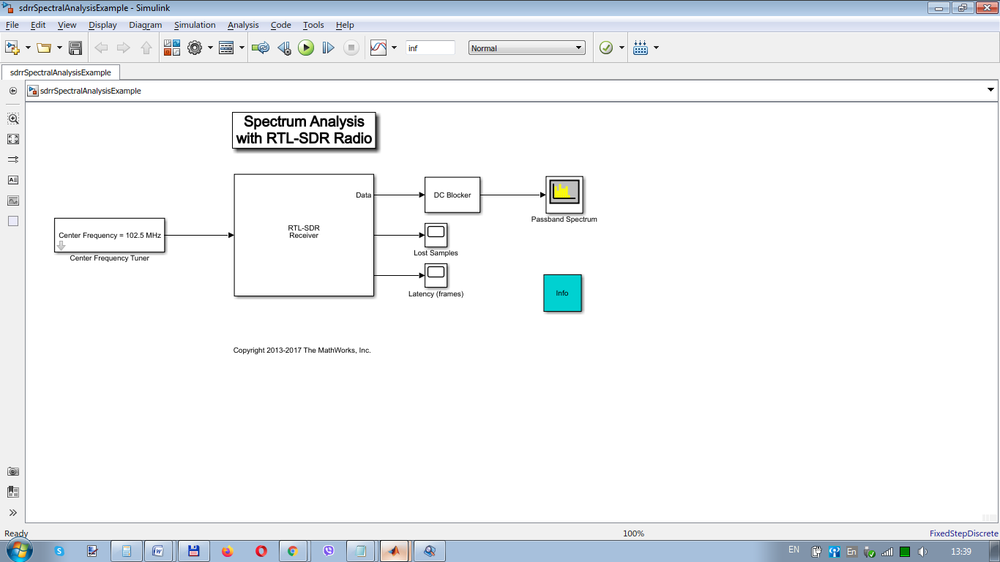 sdrrSpectralAnalysisExample - Simulink
File Edit View Display Diagram Simulation Analysis Code Tools Help
inf
Normal
sdrrSpectralAnalysisExample
sdrrSpectralAnalysisExample
Spectrum Analysis
with RTL-SDR Radio
Data
DC Blocker
Passband Spectrum
RTL-SDR
Receiver
Center Frequency = 102.5 MHz
Center Frequency Tuner
Lost Samples
Latency (frames)
Info
Copyright 2013-2017 The MathWorks, Inc.
Ready
100%
FixedStepDiscrete
EN
En
13:39